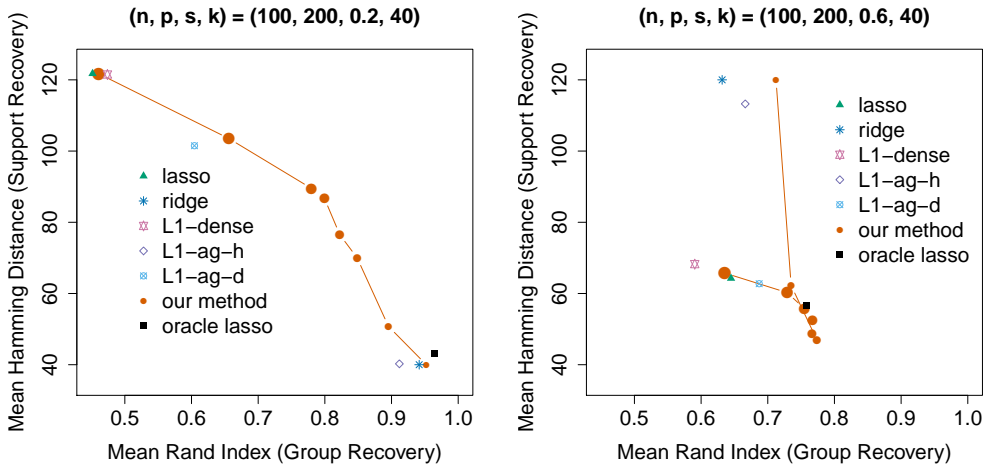 (n, p, s, k) = (100, 200, 0.2, 40)
Mean Hamming Distance (Support Recovery)
120
100
80
60
40
lasso
ridge
L1−dense
L1−ag−h
L1−ag−d
our method
oracle lasso
0.5 0.6 0.7 0.8 0.9 1.0
Mean Rand Index (Group Recovery)
(n, p, s, k) = (100, 200, 0.6, 40)
Mean Hamming Distance (Support Recovery)
120
100
80
60
40
lasso
ridge
L1−dense
L1−ag−h
L1−ag−d
our method
oracle lasso
0.5 0.6 0.7 0.8 0.9 1.0
Mean Rand Index (Group Recovery)